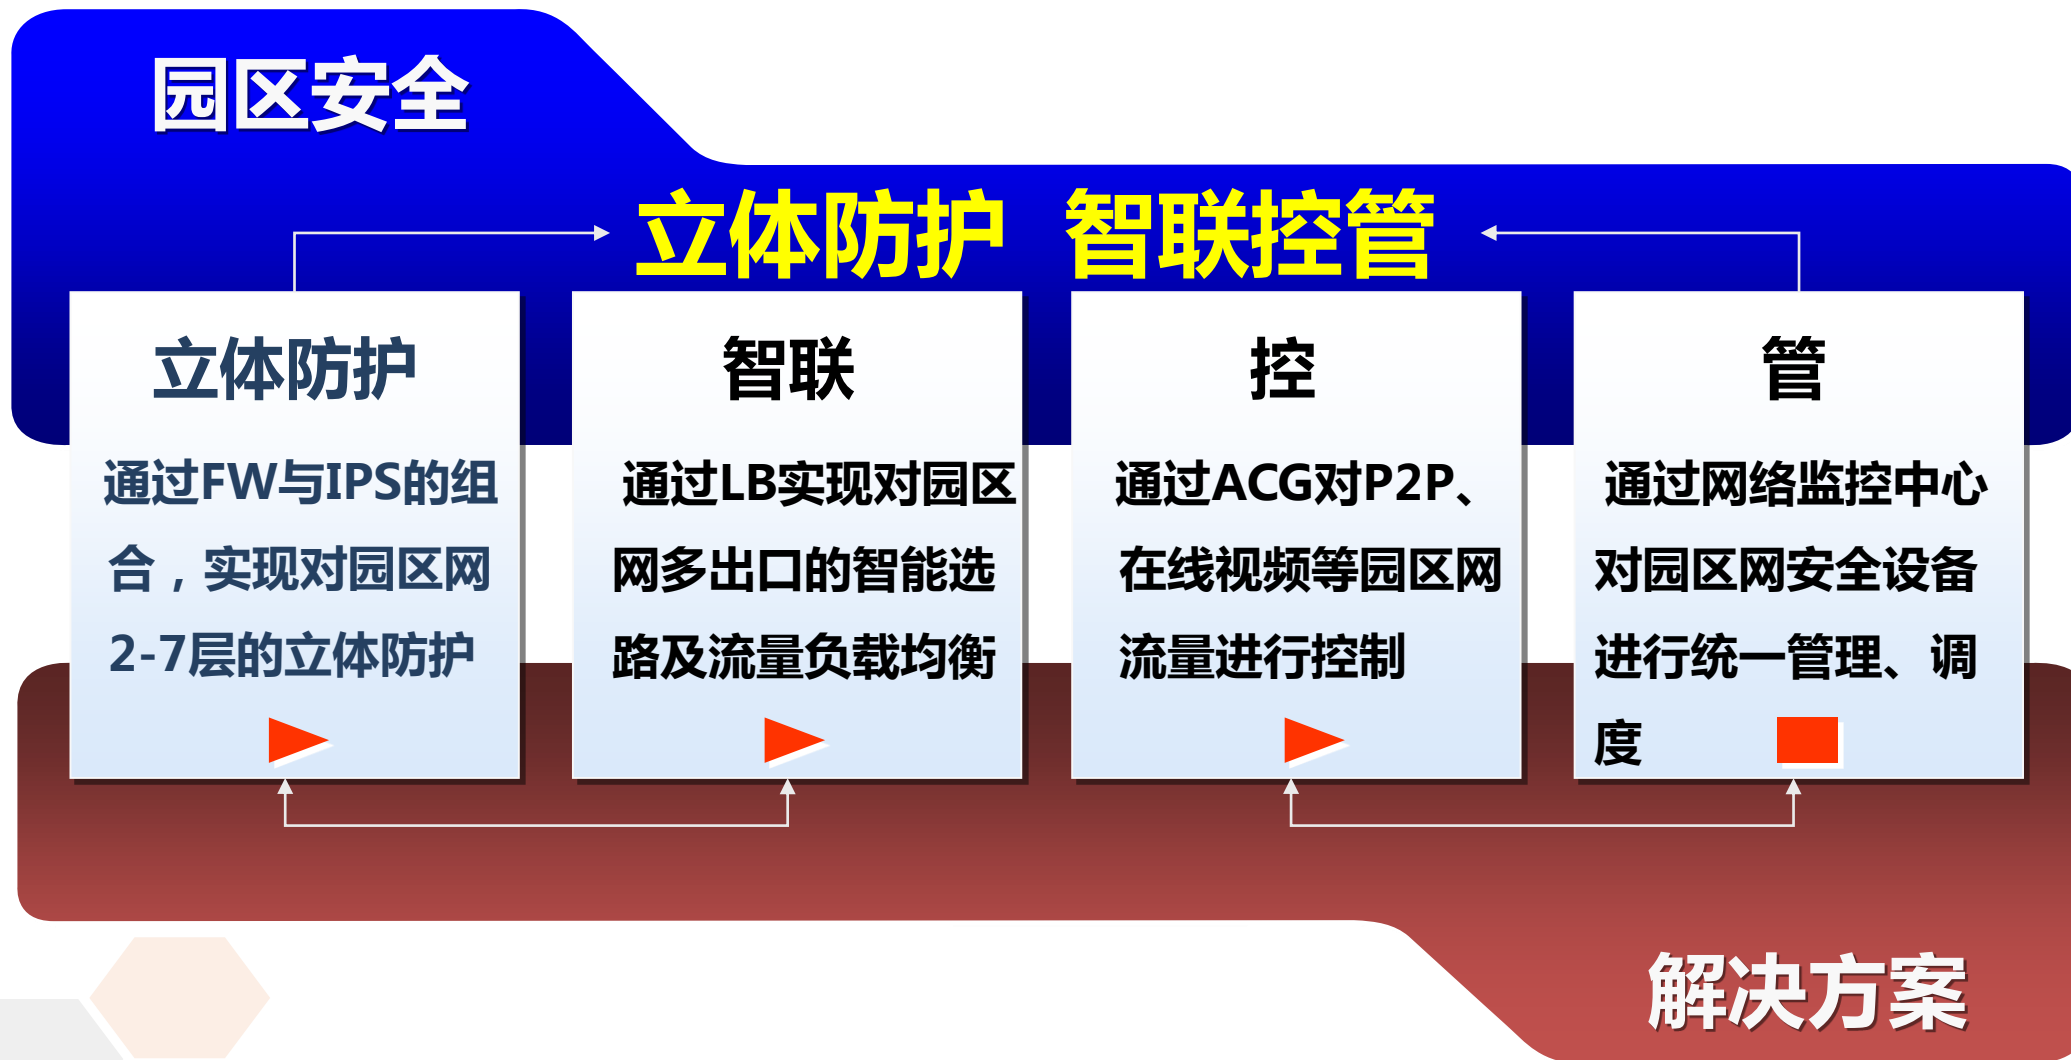 园区安全
立体防护 智联控管
立体防护
通过FW与IPS的组
合，实现对园区网
2-7层的立体防护
智联
通过LB实现对园区
网多出口的智能选
路及流量负载均衡
控
通过ACG对P2P、
在线视频等园区网
流量进行控制
管
通过网络监控中心
对园区网安全设备
进行统一管理、调
度
解决方案